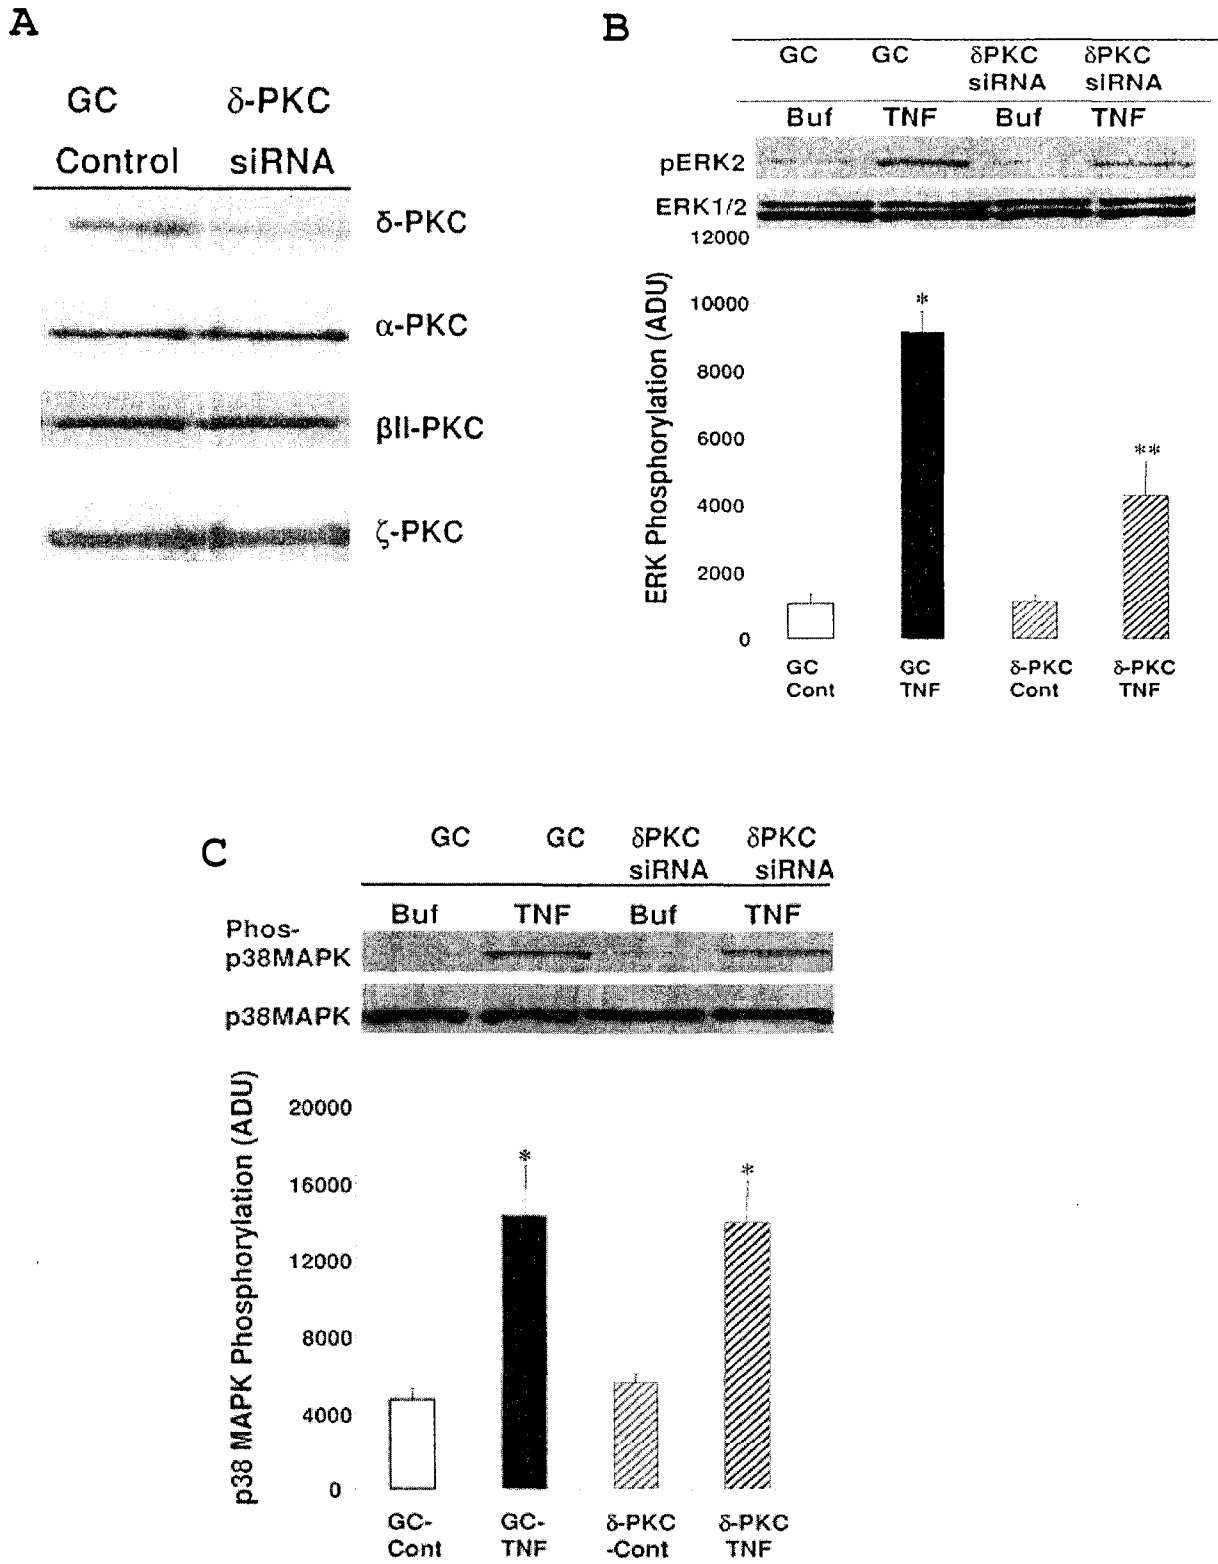 A
GC δ-PKC
Control siRNA
δ-PKC
α-PKC
βII-PKC
ζ-PKC
B
GC GC δPKC δPKC
siRNA siRNA
Buf TNF Buf TNF
pERK2
ERK1/2
12000
10000
8000
6000
4000
2000
0
ERK Phosphorylation (ADU)
*
**
GC GC δ-PKC δ-PKC
Cont TNF Cont TNF
C
GC GC δPKC δPKC
siRNA siRNA
Buf TNF Buf TNF
Phos-
p38MAPK
p38MAPK
20000
16000
12000
8000
4000
0
p38 MAPK Phosphorylation (ADU)
*
*
GC- GC- δ-PKC δ-PKC
Cont TNF -Cont TNF